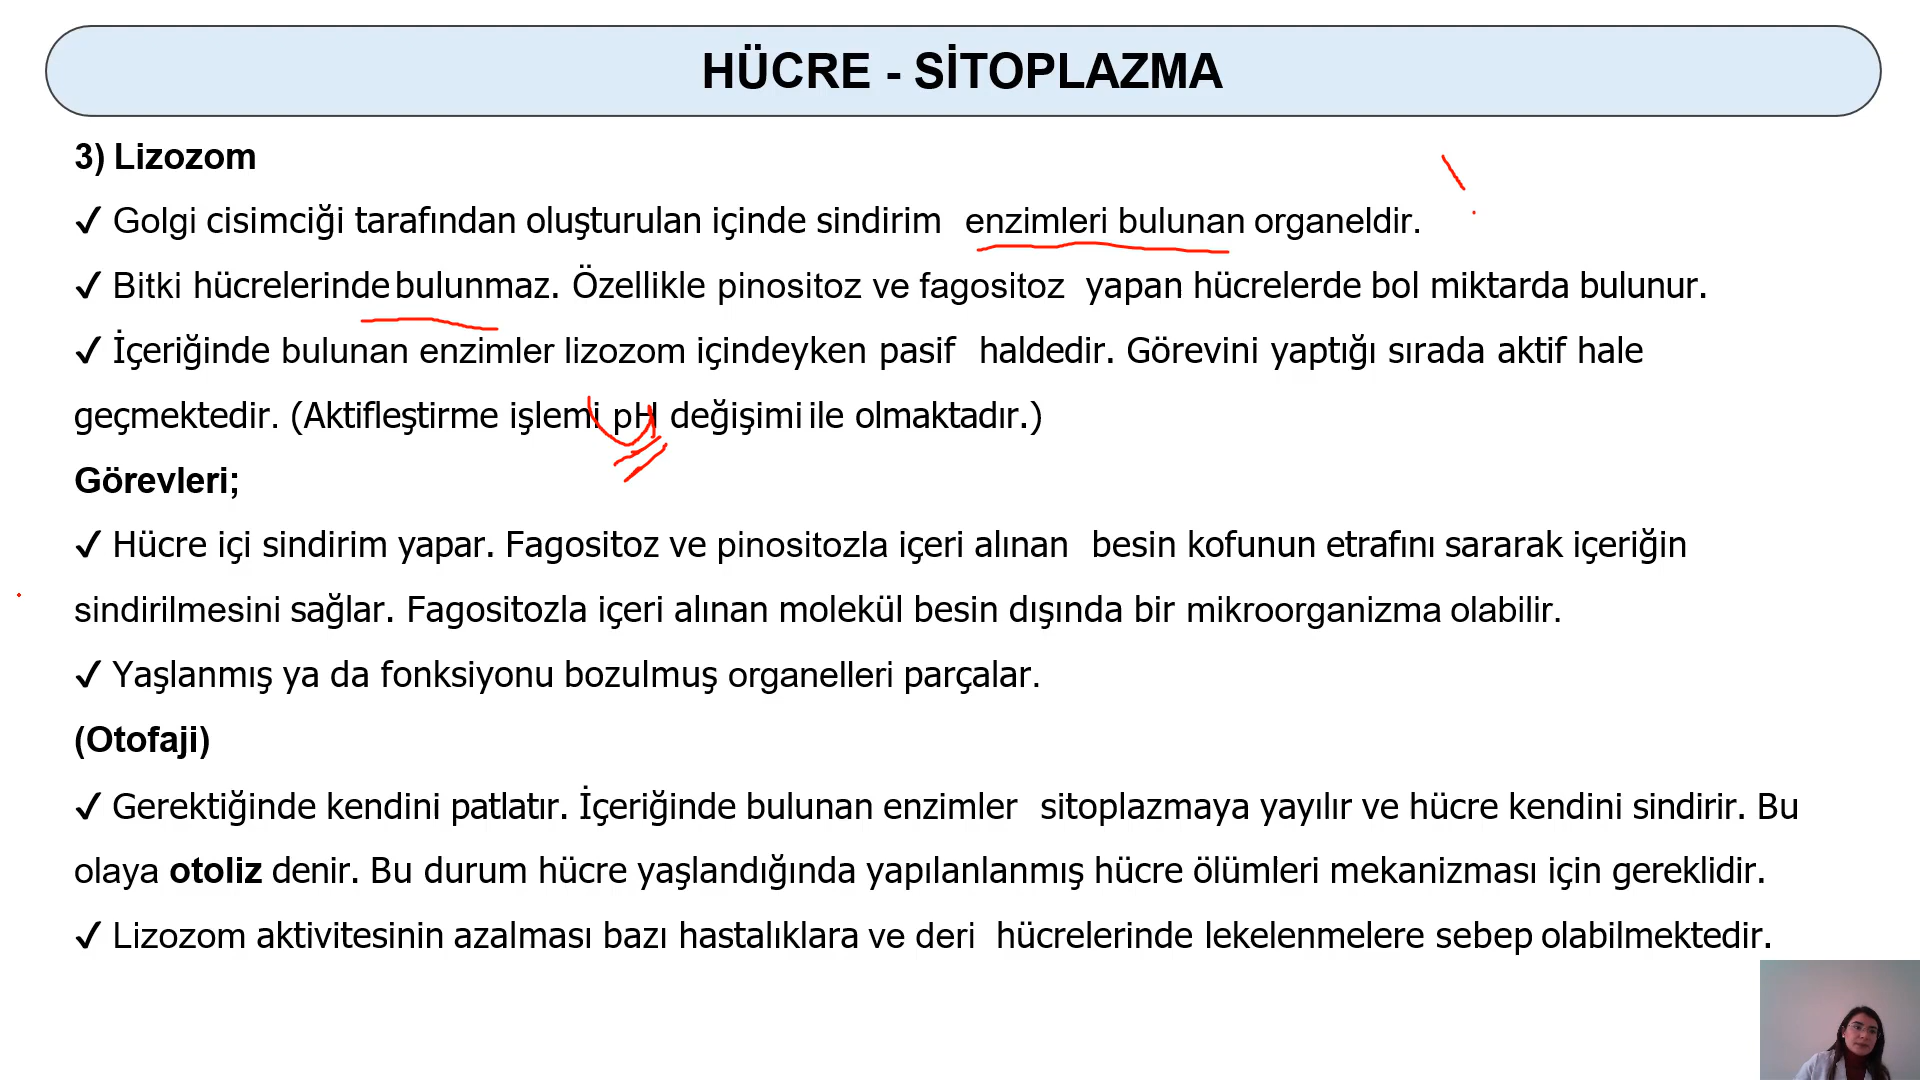 HÜCRE - SİTOPLAZMA
3) Lizozom
✓ Golgi cisimciği tarafından oluşturulan içinde sindirim enzimleri bulunan organeldir.
✓ Bitki hücrelerinde bulunmaz. Özellikle pinositoz ve fagositoz yapan hücrelerde bol miktarda bulunur.
✓ İçeriğinde bulunan enzimler lizozom içindeyken pasif haldedir. Görevini yaptığı sırada aktif hale
geçmektedir. (Aktifleştirme işlemi pH değişimi ile olmaktadır.)
Görevleri;
✓ Hücre içi sindirim yapar. Fagositoz ve pinositozla içeri alınan besin kofunun etrafını sararak içeriğin
sindirilmesini sağlar. Fagositozla içeri alınan molekül besin dışında bir mikroorganizma olabilir.
✓ Yaşlanmış ya da fonksiyonu bozulmuş organelleri parçalar.
(Otofaji)
✓ Gerektiğinde kendini patlatır. İçeriğinde bulunan enzimler sitoplazmaya yayılır ve hücre kendini sindirir. Bu
olaya otoliz denir. Bu durum hücre yaşlandığında yapılanlanmış hücre ölümleri mekanizması için gereklidir.
✓ Lizozom aktivitesinin azalması bazı hastalıklara ve deri hücrelerinde lekelenmelere sebep olabilmektedir.